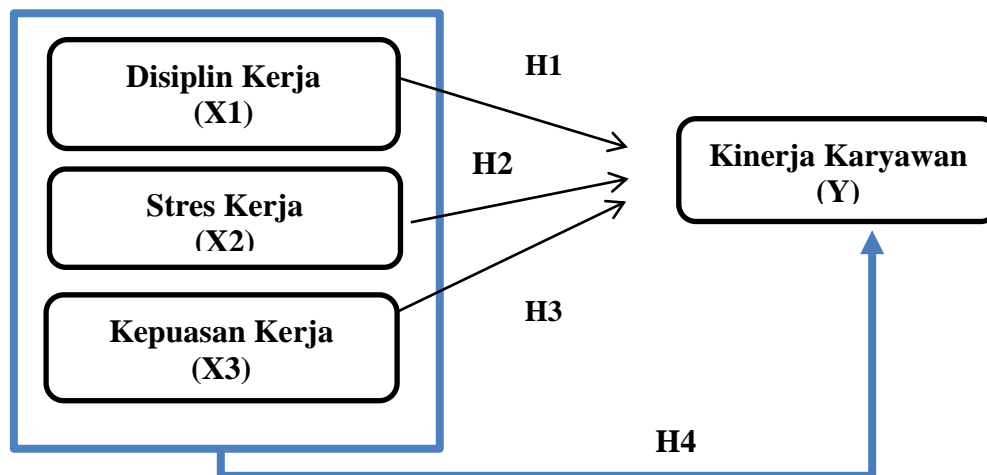 Disiplin Kerja
(X1)
H1
H2
Stres Kerja
(X2)
Kepuasan Kerja
(X3)
H3
Kinerja Karyawan
(Y)
H4